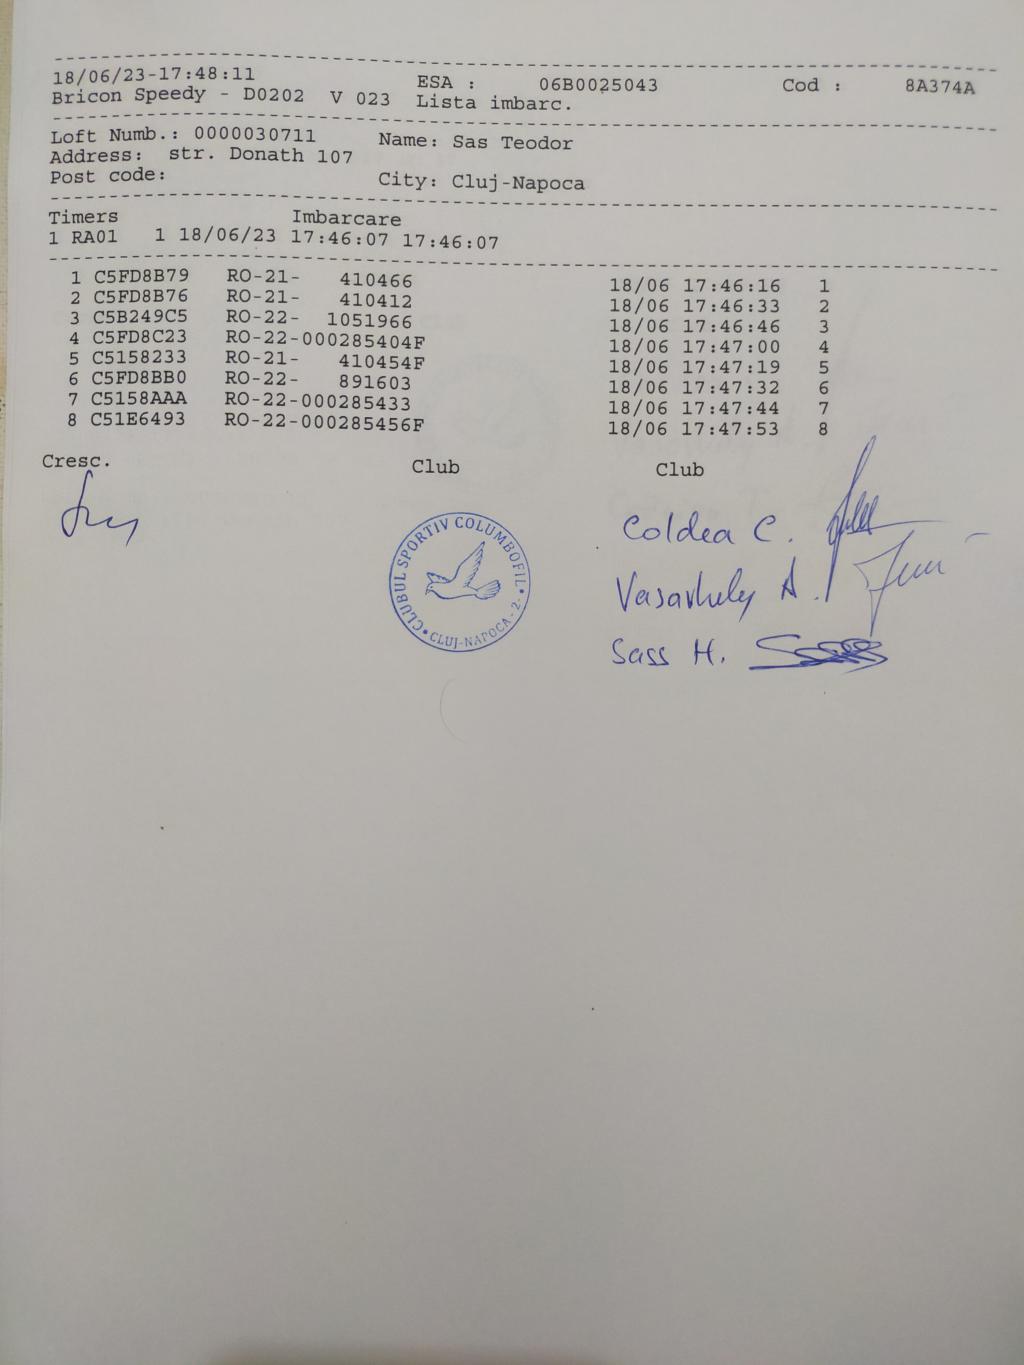 18/06/23-17:48:11 ESA : 06B0025043 Cod : 8A374A
Bricon Speedy - D0202 V 023 Lista imbarc.
Loft Numb.: 0000030711 Name: Sas Teodor
Address: str. Donath 107
Post code: City: Cluj-Napoca
Timers Imbarcare
1 RA01 1 18/06/23 17:46:07 17:46:07
1 C5FD8B79 RO-21- 410466 18/06 17:46:16 1
2 C5FD8B76 RO-21- 410412 18/06 17:46:33 2
3 C5B249C5 RO-22- 1051966 18/06 17:46:46 3
4 C5FD8C23 RO-22-000285404F 18/06 17:47:00 4
5 C5158233 RO-21- 410454F 18/06 17:47:19 5
6 C5FD8BB0 RO-22- 891603 18/06 17:47:32 6
7 C5158AAA RO-22-000285433 18/06 17:47:44 7
8 C51E6493 RO-22-000285456F 18/06 17:47:53 8
Cresc. Club Club
CLUBUL SPORTIV COLUMBOFIL
CLUJ-NAPOCA-2-
Coldea C.
Vasarhely A.
Sass H.